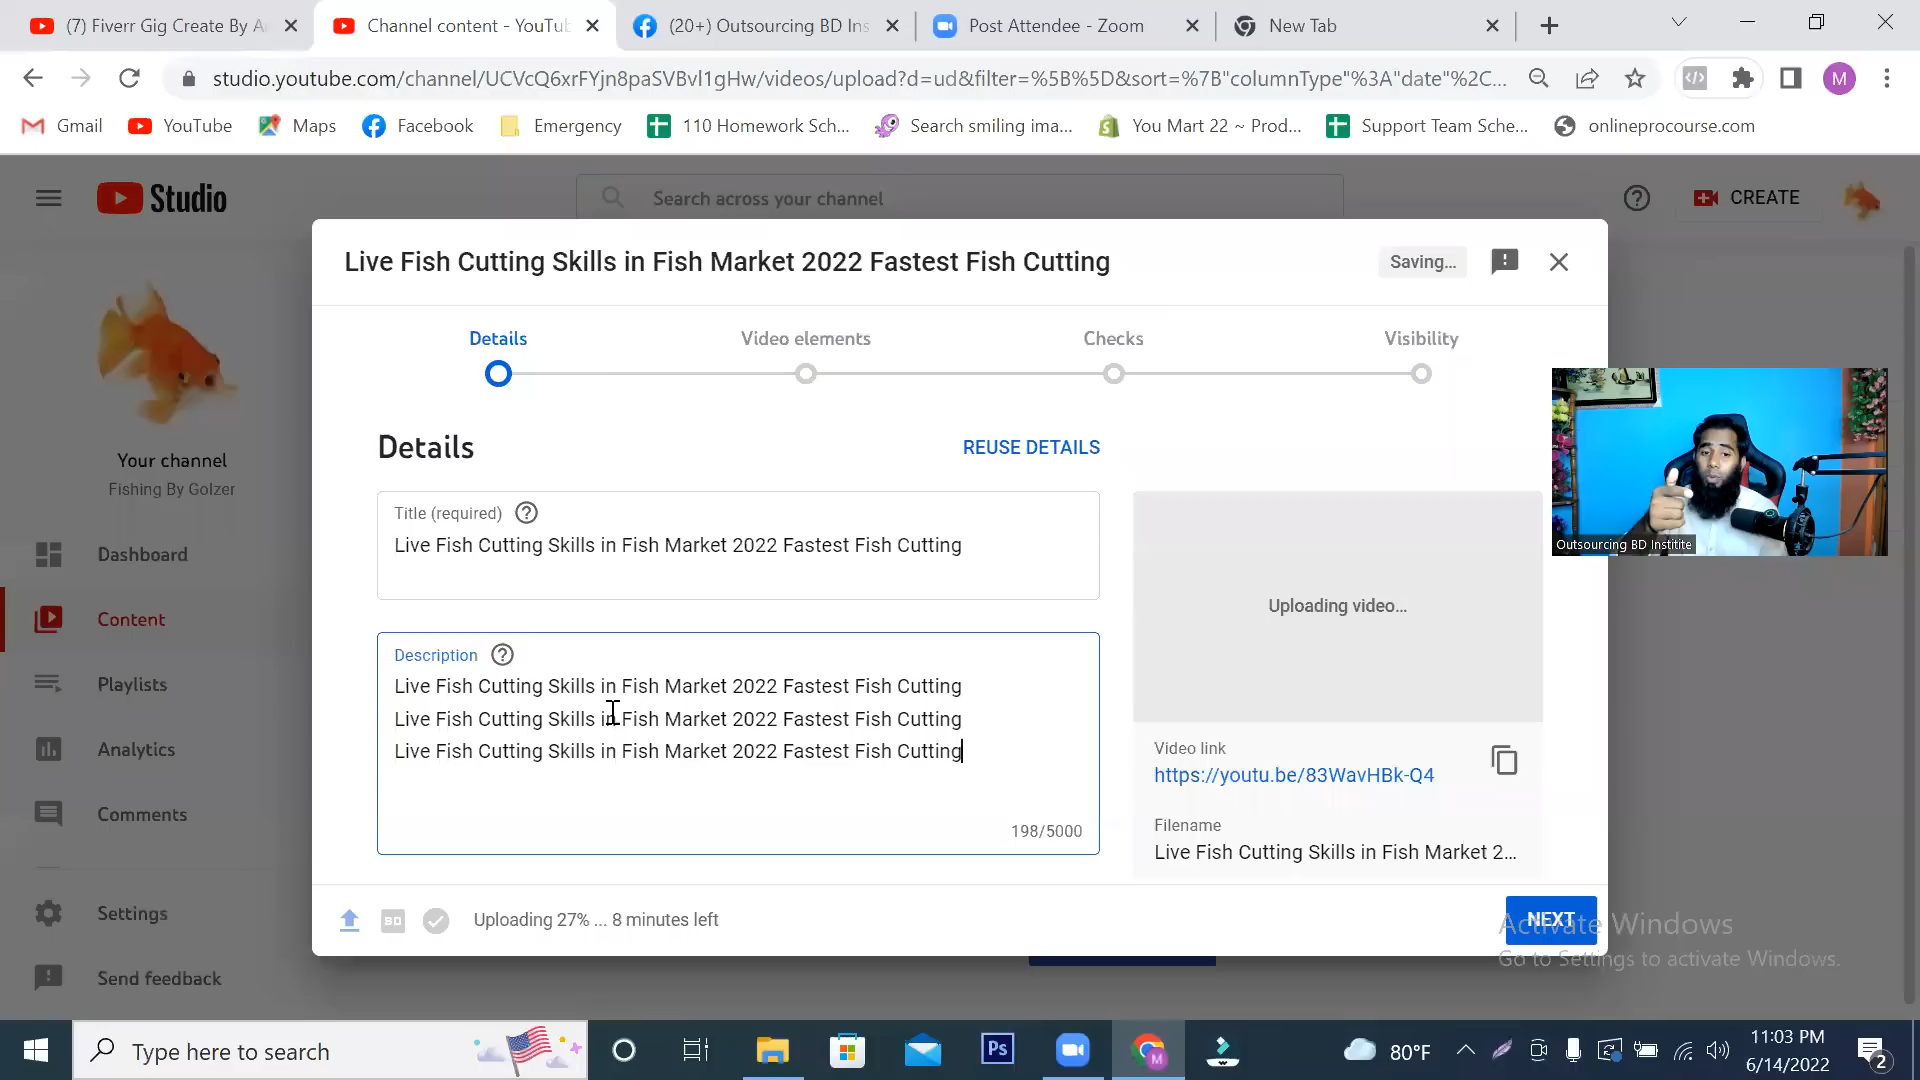 (7) Fiverr Gig Create By A
Channel content - YouTub
(20+) Outsourcing BD Ins
Post Attendee - Zoom
New Tab
studio.youtube.com/channel/UCVcQ6xrFYjn8paSVBvl1gHw/videos/upload?d=ud&filter=%5B%5D&sort=%7B"columnType"%3A"date"%2C...
Gmail
YouTube
Maps
Facebook
Emergency
110 Homework Sch...
Search smiling ima...
You Mart 22 ~ Prod...
Support Team Sche...
onlineprocourse.com
Studio
Search across your channel
CREATE
Live Fish Cutting Skills in Fish Market 2022 Fastest Fish Cutting
Saving...
Details
Video elements
Checks
Visibility
Your channel
Fishing By Golzer
Dashboard
Content
Playlists
Analytics
Comments
Settings
Send feedback
Details
REUSE DETAILS
Title (required)
Live Fish Cutting Skills in Fish Market 2022 Fastest Fish Cutting
Description
Live Fish Cutting Skills in Fish Market 2022 Fastest Fish Cutting
Live Fish Cutting Skills in Fish Market 2022 Fastest Fish Cutting
Live Fish Cutting Skills in Fish Market 2022 Fastest Fish Cutting
198/5000
Uploading video...
Outsourcing BD Institite
Video link
https://youtu.be/83WavHBk-Q4
Filename
Live Fish Cutting Skills in Fish Market 2...
Uploading 27% ... 8 minutes left
NEXT
Activate Windows
Go to Settings to activate Windows.
Type here to search
Ps
M
80°F
11:03 PM
6/14/2022
2